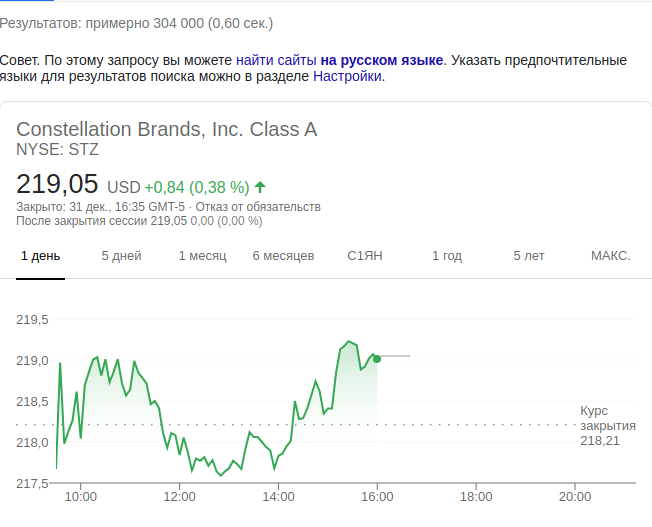 Результатов: примерно 304 000 (0,60 сек.)
Совет. По этому запросу вы можете найти сайты на русском языке. Указать предпочтительные
языки для результатов поиска можно в разделе Настройки.
Constellation Brands, Inc. Class A
NYSE: STZ
219,05 USD +0,84 (0,38 %)
Закрыто: 31 дек., 16:35 GMT-5 · Отказ от обязательств
После закрытия сессии 219,05 0,00 (0,00 %)
1 день 5 дней 1 месяц 6 месяцев С1ЯН 1 год 5 лет МАКС.
219,5
219,0
218,5
218,0
217,5
Курс
закрытия
218,21
10:00 12:00 14:00 16:00 18:00 20:00